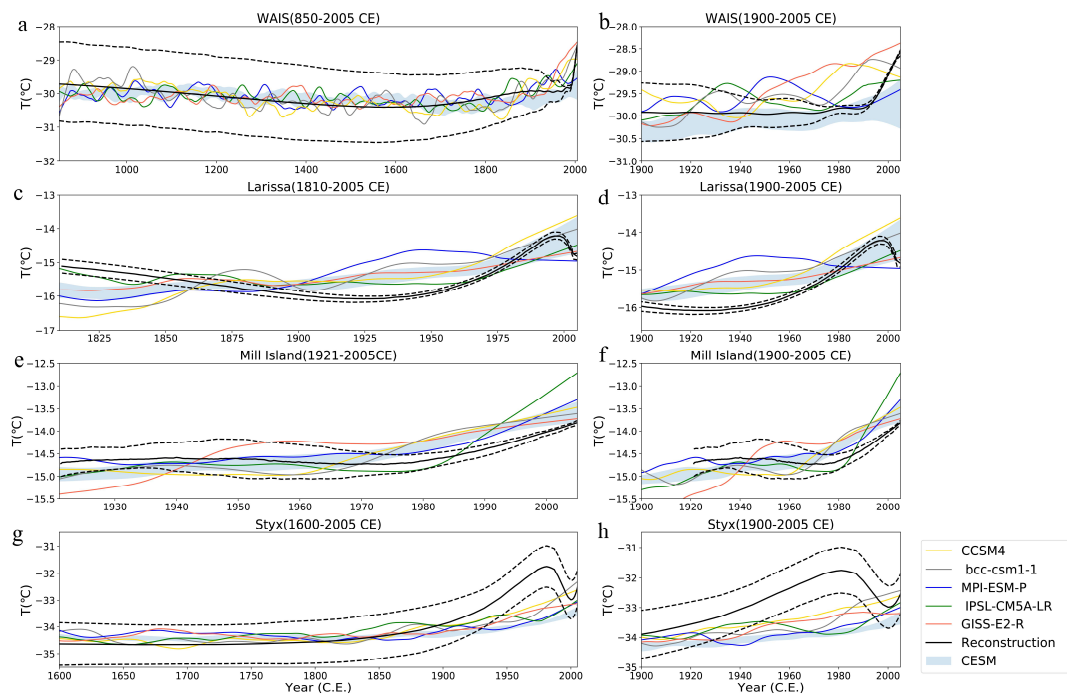 a
WAIS(850-2005 CE)
−28
−30
−32
T(°C)
1000
1200
1400
1600
1800
2000
b
WAIS(1900-2005 CE)
−28.0
−28.5
−29.0
−29.5
−30.0
−30.5
−31.0
T(°C)
1900
1920
1940
1960
1980
2000
c
Larissa(1810-2005 CE)
−13
−14
−15
−16
−17
T(°C)
1825
1850
1875
1900
1925
1950
1975
2000
d
Larissa(1900-2005 CE)
−13
−14
−15
−16
T(°C)
1900
1920
1940
1960
1980
2000
e
Mill Island(1921-2005CE)
−12.5
−13.0
−13.5
−14.0
−14.5
−15.0
−15.5
T(°C)
1930
1940
1950
1960
1970
1980
1990
2000
f
Mill Island(1900-2005 CE)
−12.5
−13.0
−13.5
−14.0
−14.5
−15.0
−15.5
T(°C)
1900
1920
1940
1960
1980
2000
g
Styx(1600-2005 CE)
−31
−32
−33
−34
−35
T(°C)
1600
1650
1700
1750
1800
1850
1900
1950
2000
Year (C.E.)
h
Styx(1900-2005 CE)
−31
−32
−33
−34
−35
T(°C)
1900
1920
1940
1960
1980
2000
Year (C.E.)
CCSM4
bcc-csm1-1
MPI-ESM-P
IPSL-CM5A-LR
GISS-E2-R
Reconstruction
CESM